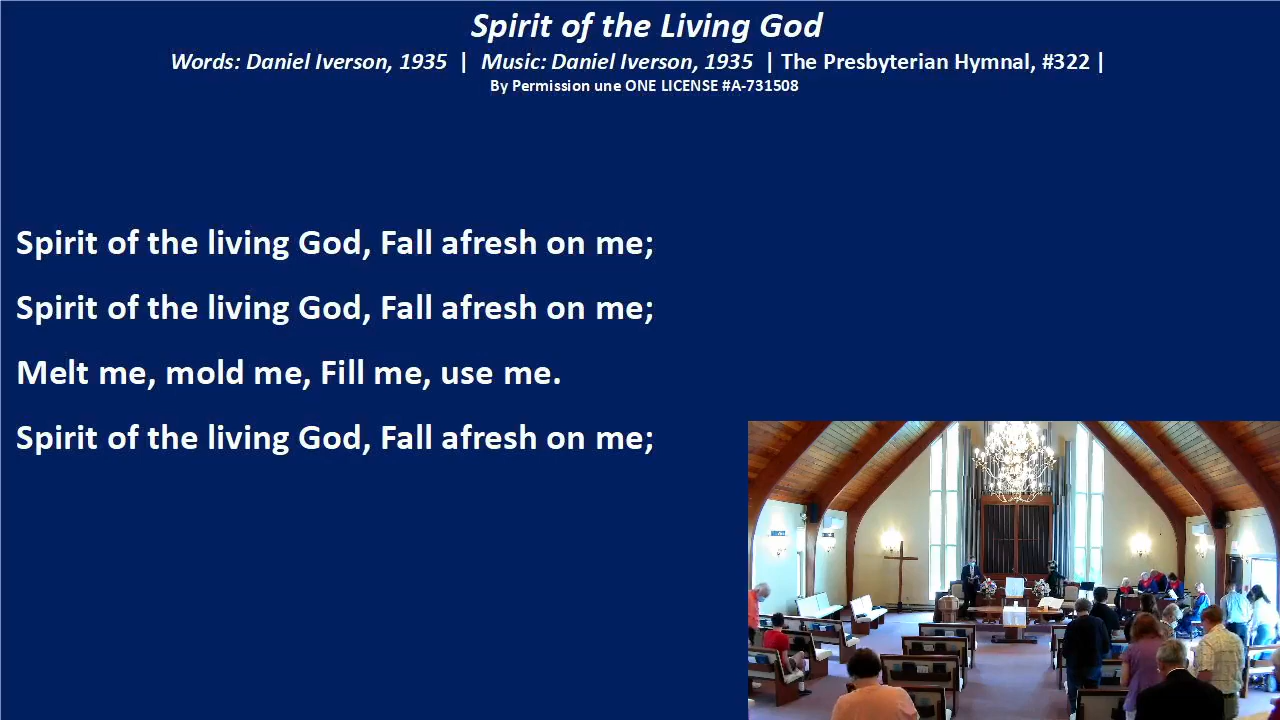 Spirit of the Living God
Words: Daniel Iverson, 1935 | Music: Daniel Iverson, 1935 | The Presbyterian Hymnal, #322 |
By Permission une ONE LICENSE #A-731508
Spirit of the living God, Fall afresh on me;
Spirit of the living God, Fall afresh on me;
Melt me, mold me, Fill me, use me.
Spirit of the living God, Fall afresh on me;